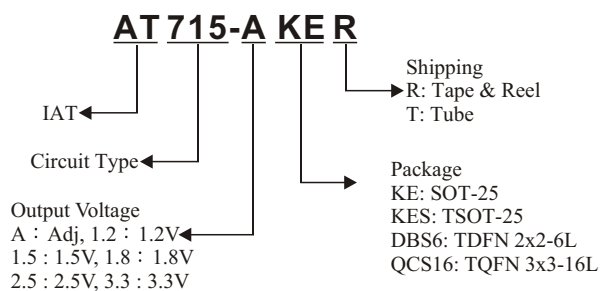 AT715-A KE R
Shipping
R: Tape & Reel
T: Tube
IAT
Circuit Type
Package
KE: SOT-25
KES: TSOT-25
DBS6: TDFN 2x2-6L
QCS16: TQFN 3x3-16L
Output Voltage
A：Adj, 1.2：1.2V
1.5 : 1.5V, 1.8：1.8V
2.5 : 2.5V, 3.3 : 3.3V